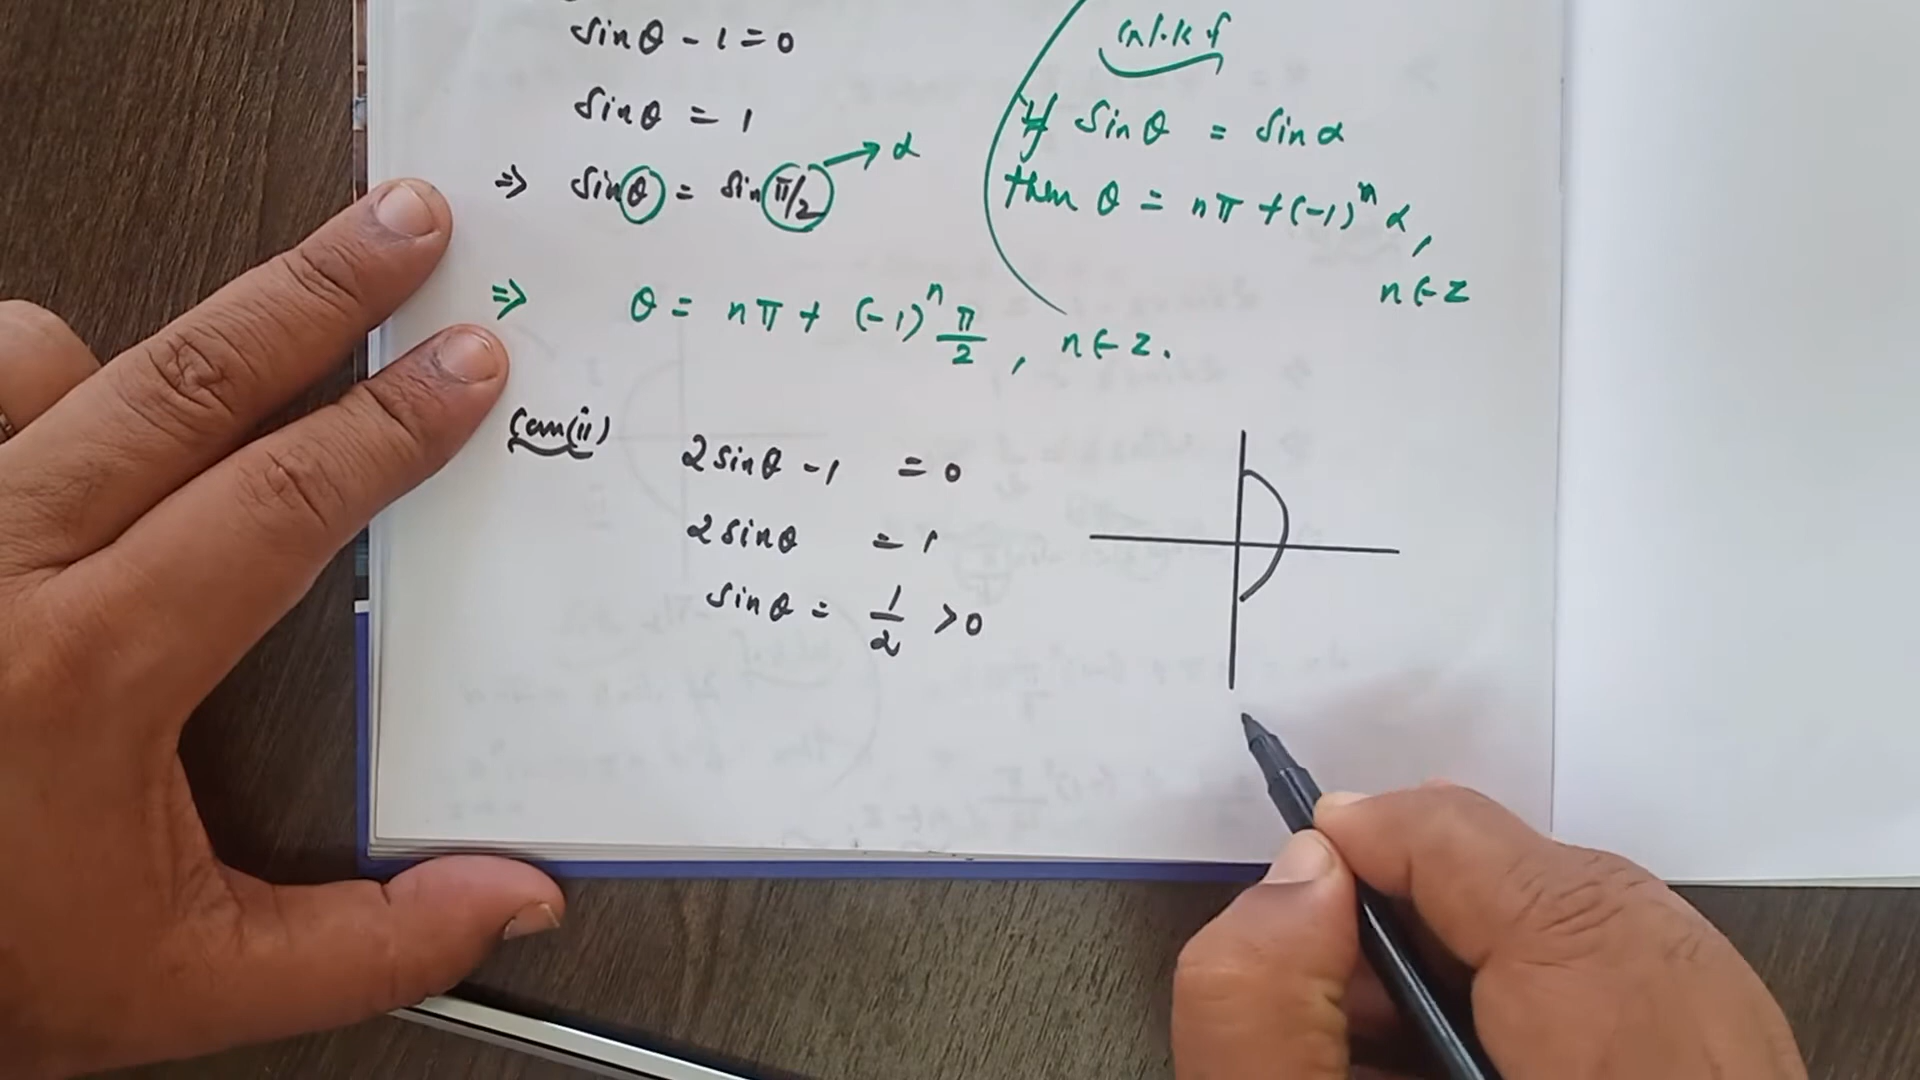 sinθ - 1 = 0
sinθ = 1
⇒ sinθ = sin π/2 → α
⇒ θ = nπ + (-1)ⁿ π/2, n ∈ z.
w.k.t
If sinθ = sinα
then θ = nπ + (-1)ⁿ α,
n ∈ z
Case(ii)
2sinθ - 1 = 0
2sinθ = 1
sinθ = 1/2 > 0